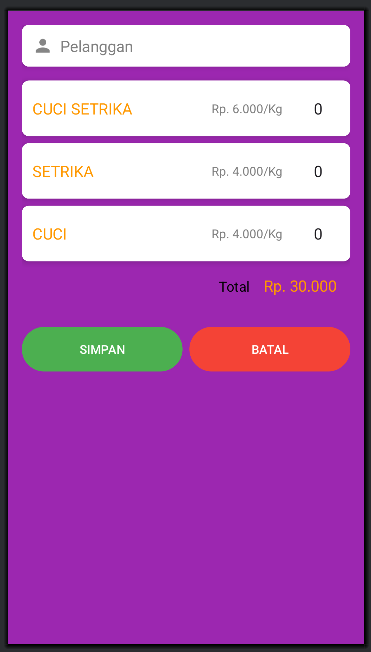 Pelanggan
CUCI SETRIKA Rp. 6.000/Kg 0
SETRIKA Rp. 4.000/Kg 0
CUCI Rp. 4.000/Kg 0
Total Rp. 30.000
SIMPAN BATAL